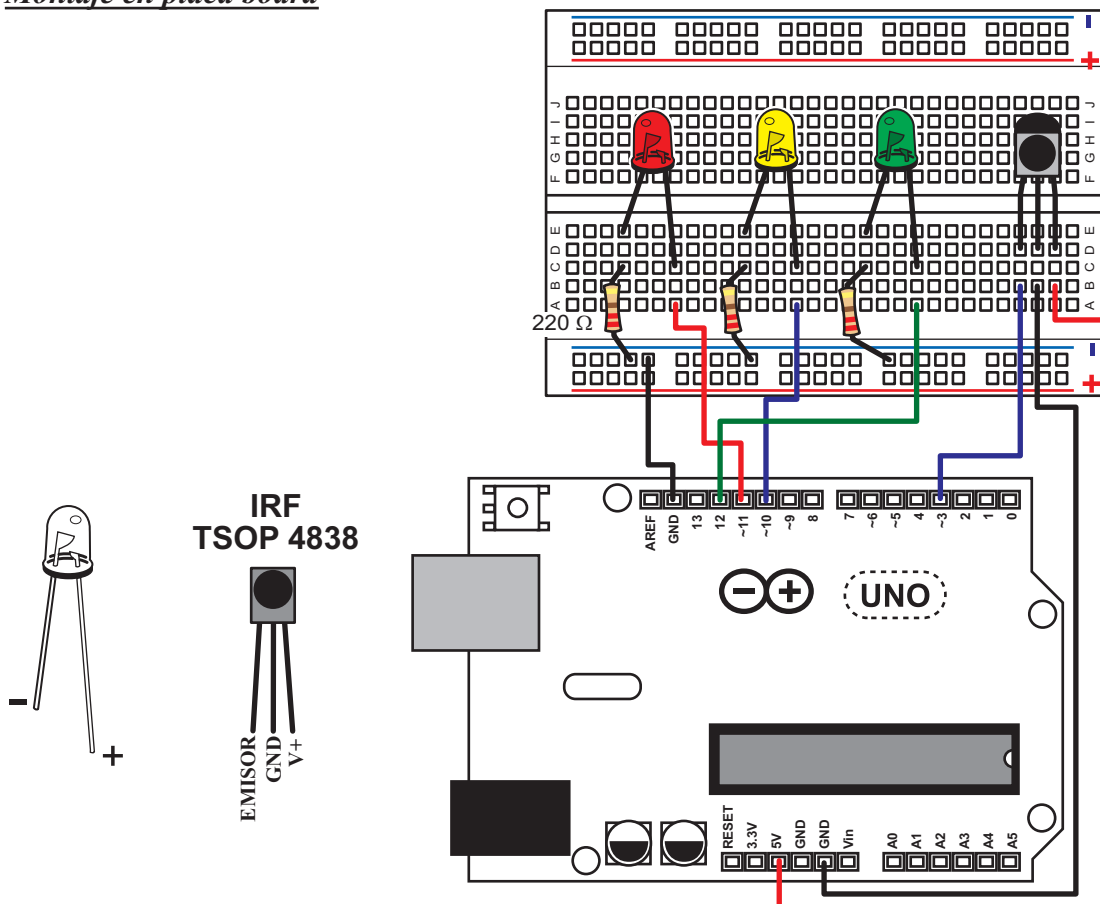 Montaje en placa board
-
+
J
I
H
G
F
J
I
H
G
F
E
D
C
B
A
E
D
C
B
A
220 Ω
-
+
IRF
TSOP 4838
-
+
EMISOR
GND
V+
AREF
GND
13
12
~11
~10
~9
8
7
~6
~5
4
~3
2
1
0
- +
UNO
RESET
3.3V
5V
GND
GND
Vin
A0
A1
A2
A3
A4
A5